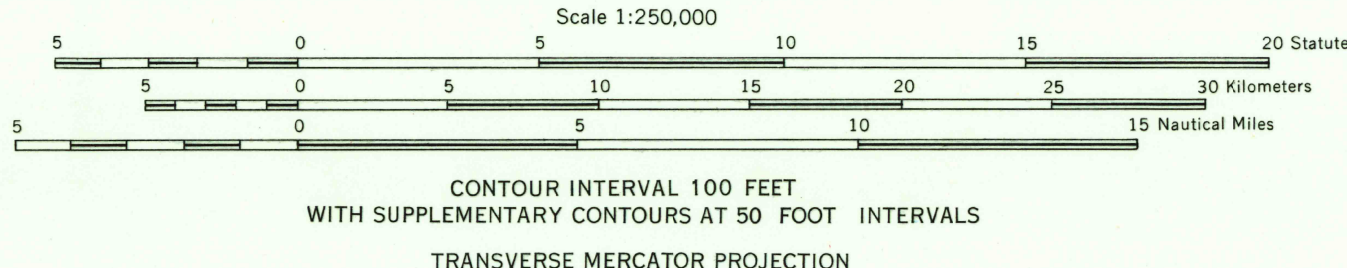 Scale 1:250,000
5 0 5 10 15 20 Statute
5 0 5 10 15 20 25 30 Kilometers
5 0 5 10 15 Nautical Miles
CONTOUR INTERVAL 100 FEET
WITH SUPPLEMENTARY CONTOURS AT 50 FOOT INTERVALS
TRANSVERSE MERCATOR PROJECTION